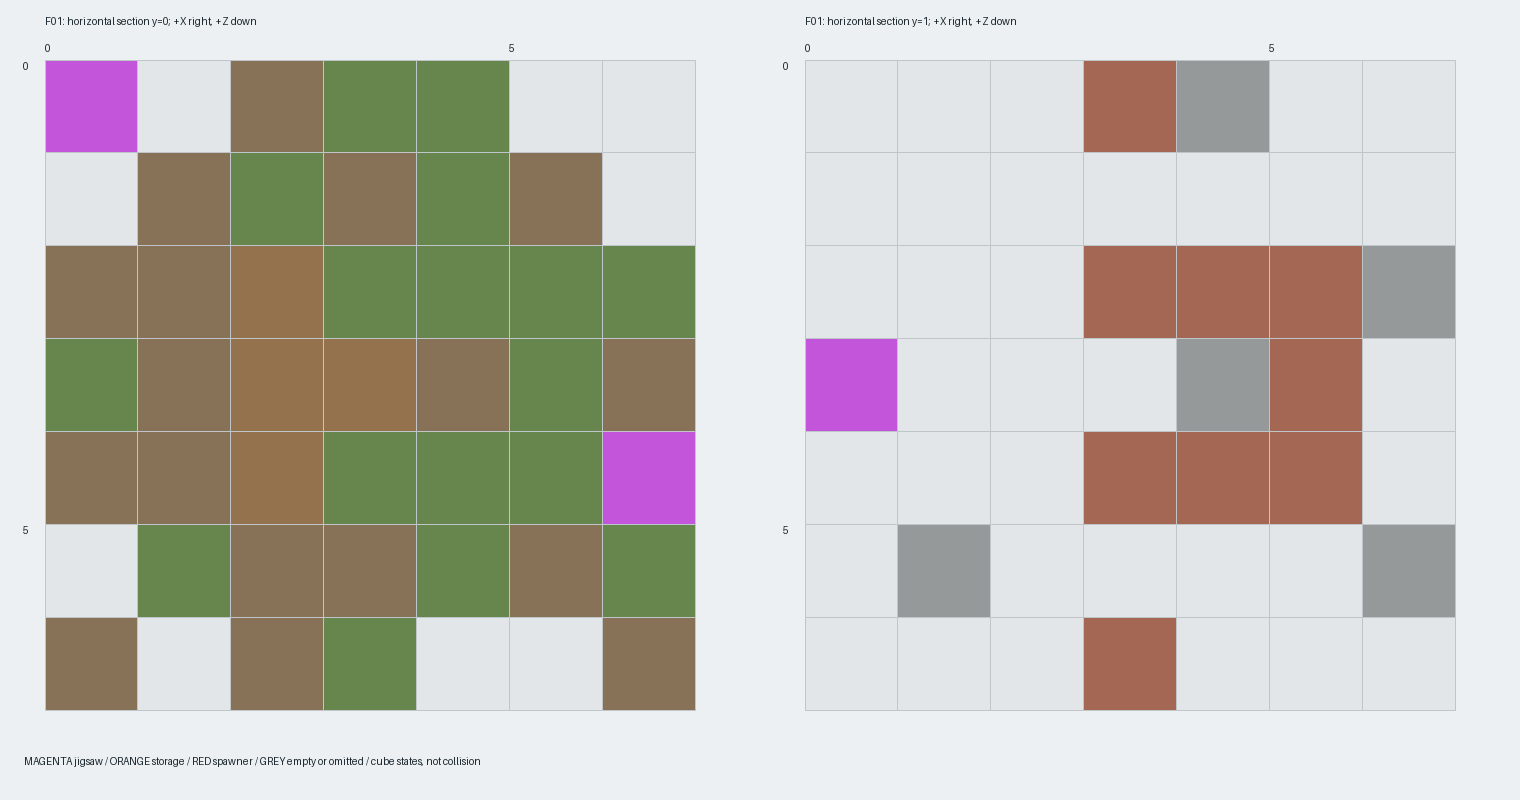 F01: horizontal section y=0; +X right, +Z down
F01: horizontal section y=1; +X right, +Z down
0 5
0 5
0
0
5
5
MAGENTA jigsaw / ORANGE storage / RED spawner / GREY empty or omitted / cube states, not collision